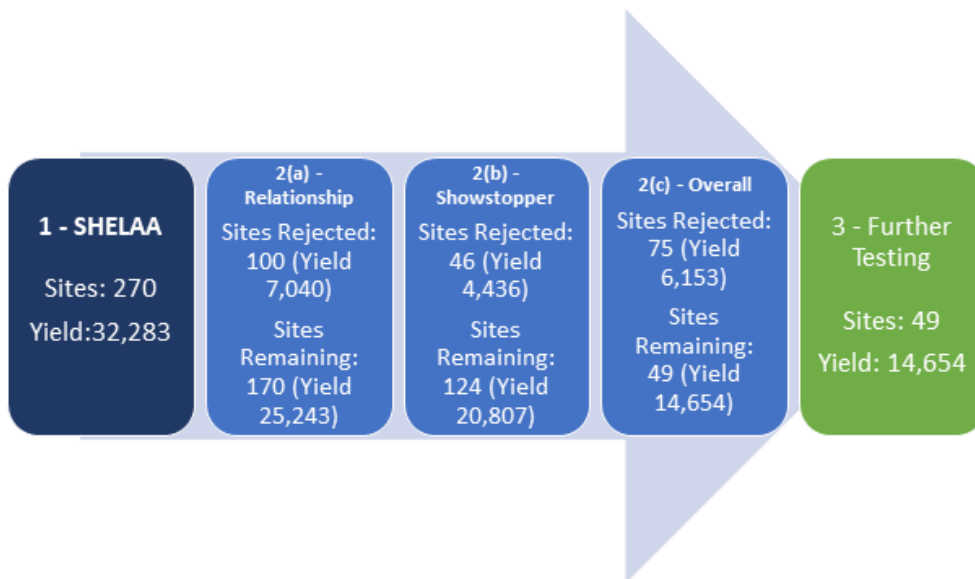 1 - SHELAA
Sites: 270
Yield:32,283
2(a) -
Relationship
Sites Rejected:
100 (Yield
7,040)
Sites
Remaining:
170 (Yield
25,243)
2(b) -
Showstopper
Sites Rejected:
46 (Yield
4,436)
Sites
Remaining:
124 (Yield
20,807)
2(c) - Overall
Sites Rejected:
75 (Yield
6,153)
Sites
Remaining:
49 (Yield
14,654)
3 - Further
Testing
Sites: 49
Yield: 14,654